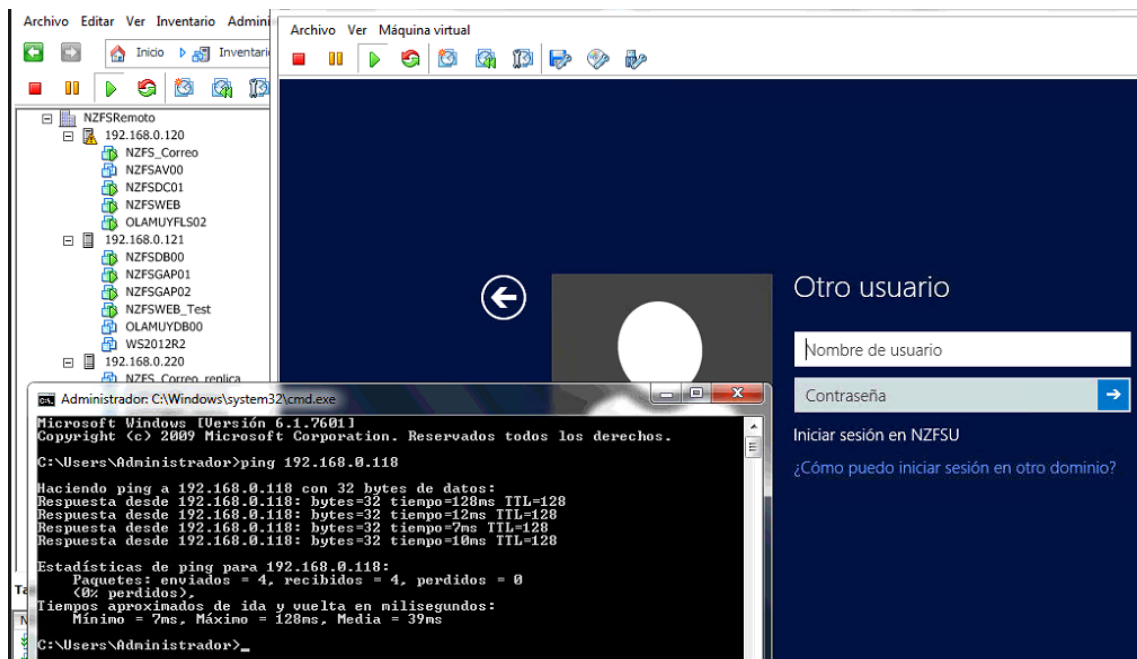 Archivo Editar Ver Inventario Admini
Inicio Inventari
NZFSRemoto
192.168.0.120
NZFS_Correo
NZFSAV00
NZFSDC01
NZFSWEB
OLAMUYFLS02
192.168.0.121
NZFSDB00
NZFSGAP01
NZFSGAP02
NZFSWEB_Test
OLAMUYDB00
WS2012R2
192.168.0.220
NZFS_Correo_replica
Ta
N
Archivo Ver Máquina virtual
Otro usuario
Nombre de usuario
Contraseña
Iniciar sesión en NZFSU
¿Cómo puedo iniciar sesión en otro dominio?
Administrador: C:\Windows\system32\cmd.exe
Microsoft Windows [Versión 6.1.7601]
Copyright (c) 2009 Microsoft Corporation. Reservados todos los derechos.
C:\Users\Administrador>ping 192.168.0.118
Haciendo ping a 192.168.0.118 con 32 bytes de datos:
Respuesta desde 192.168.0.118: bytes=32 tiempo=128ms TTL=128
Respuesta desde 192.168.0.118: bytes=32 tiempo=12ms TTL=128
Respuesta desde 192.168.0.118: bytes=32 tiempo=7ms TTL=128
Respuesta desde 192.168.0.118: bytes=32 tiempo=10ms TTL=128
Estadísticas de ping para 192.168.0.118:
Paquetes: enviados = 4, recibidos = 4, perdidos = 0
(0% perdidos),
Tiempos aproximados de ida y vuelta en milisegundos:
Mínimo = 7ms, Máximo = 128ms, Media = 39ms
C:\Users\Administrador>_